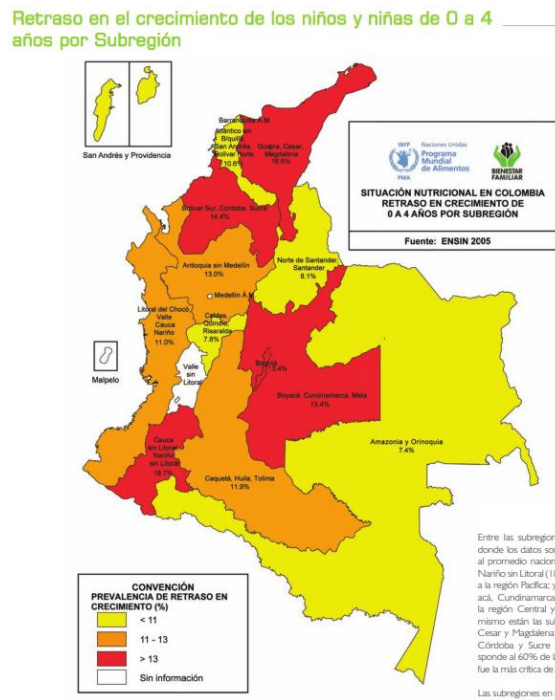 Retraso en el crecimiento de los niños y niñas de 0 a 4
años por Subregión
San Andrés y Providencia
Barranquilla A.M
Atlántico sin
B/quilla,
San Andrés,
Bolívar Norte
10.6%
Guajira, Cesar,
Magdalena
WFP
PMA
Naciones Unidas
Programa
Mundial
de Alimentos
BIENESTAR
FAMILIAR
SITUACIÓN NUTRICIONAL EN COLOMBIA
RETRASO EN CRECIMIENTO DE
0 A 4 AÑOS POR SUBREGIÓN
Fuente: ENSIN 2005
Bolívar Sur, Córdoba, Sucre
14.4%
Antioquia sin Medellín
13.0%
Norte de Santander,
Santander
8.1%
Medellín A.M
Litoral del Chocó,
Valle
Cauca
Nariño
11.0%
Caldas,
Quindío,
Risaralda
7.8%
Malpelo
Valle
sin
Litoral
Bogotá
13.4%
Boyacá, Cundinamarca, Meta
13.4%
Amazonia y Orinoquia
7.4%
Cauca
sin Litoral
Nariño
sin Litoral
Caquetá, Huila, Tolima
11.9%
CONVENCIÓN
PREVALENCIA DE RETRASO EN
CRECIMIENTO (%)
< 11
11 - 13
> 13
Sin información
Entre las subregion
donde los datos so
al promedio nacion
Nariño sin Litoral (1
a la región Pacífica; y
acá, Cundinamarca
la región Central y
mismo están las su
Cesar y Magdalena
Córdoba y Sucre
sponde al 60% de l
fue la más crítica de
Las subregiones en